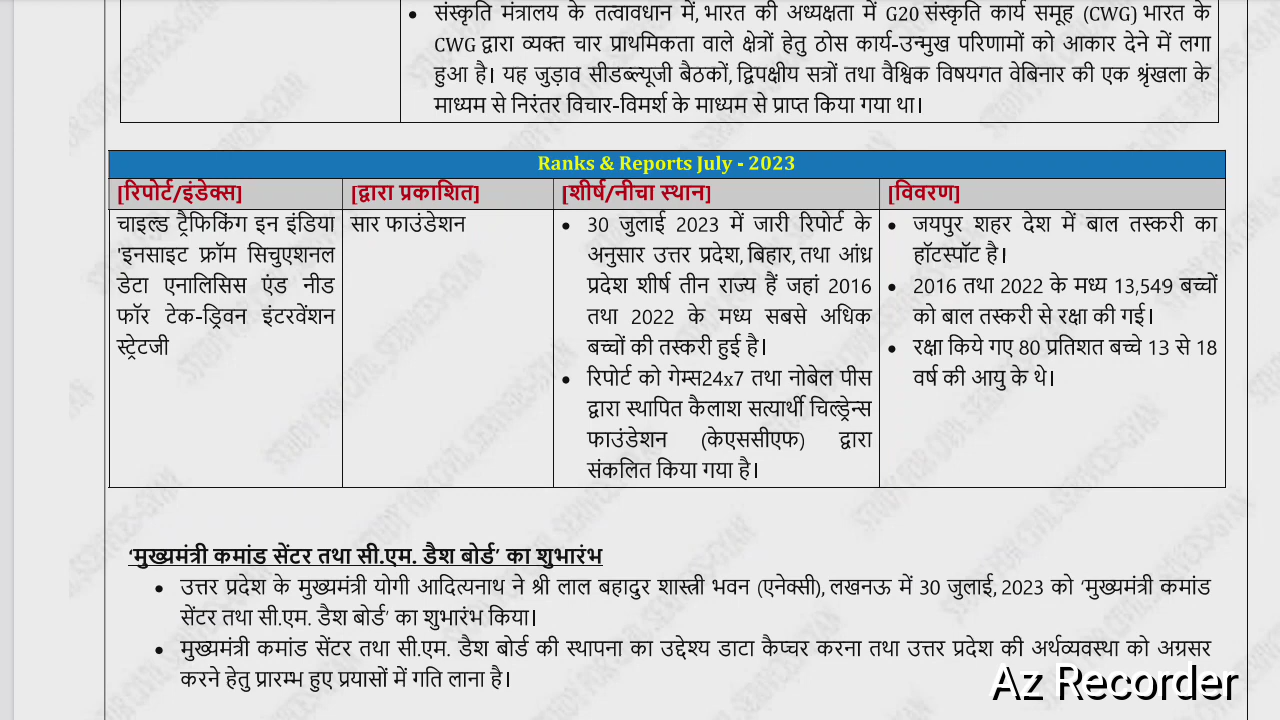 संस्कृति मंत्रालय के तत्वावधान में, भारत की अध्यक्षता में G20 संस्कृति कार्य समूह (CWG) भारत के
CWG द्वारा व्यक्त चार प्राथमिकता वाले क्षेत्रों हेतु ठोस कार्य-उन्मुख परिणामों को आकार देने में लगा
हुआ है। यह जुड़ाव सीडब्ल्यूजी बैठकों, द्विपक्षीय सत्रों तथा वैश्विक विषयगत वेबिनार की एक श्रृंखला के
माध्यम से निरंतर विचार-विमर्श के माध्यम से प्राप्त किया गया था।
Ranks & Reports July - 2023
[रिपोर्ट/इंडेक्स]
[द्वारा प्रकाशित]
[शीर्ष/नीचा स्थान]
[विवरण]
चाइल्ड ट्रैफिकिंग इन इंडिया
'इनसाइट फ्रॉम सिचुएशनल
डेटा एनालिसिस एंड नीड
फॉर टेक-ड्रिवन इंटरवेंशन
स्ट्रेटजी
सार फाउंडेशन
30 जुलाई 2023 में जारी रिपोर्ट के
अनुसार उत्तर प्रदेश, बिहार, तथा आंध्र
प्रदेश शीर्ष तीन राज्य हैं जहां 2016
तथा 2022 के मध्य सबसे अधिक
बच्चों की तस्करी हुई है।
रिपोर्ट को गेम्स24x7 तथा नोबेल पीस
द्वारा स्थापित कैलाश सत्यार्थी चिल्ड्रेन्स
फाउंडेशन (केएससीएफ) द्वारा
संकलित किया गया है।
जयपुर शहर देश में बाल तस्करी का
हॉटस्पॉट है।
2016 तथा 2022 के मध्य 13,549 बच्चों
को बाल तस्करी से रक्षा की गई।
रक्षा किये गए 80 प्रतिशत बच्चे 13 से 18
वर्ष की आयु के थे।
‘मुख्यमंत्री कमांड सेंटर तथा सी.एम. डैश बोर्ड’ का शुभारंभ
उत्तर प्रदेश के मुख्यमंत्री योगी आदित्यनाथ ने श्री लाल बहादुर शास्त्री भवन (एनेक्सी), लखनऊ में 30 जुलाई, 2023 को ‘मुख्यमंत्री कमांड
सेंटर तथा सी.एम. डैश बोर्ड’ का शुभारंभ किया।
मुख्यमंत्री कमांड सेंटर तथा सी.एम. डैश बोर्ड की स्थापना का उद्देश्य डाटा कैप्चर करना तथा उत्तर प्रदेश की अर्थव्यवस्था को अग्रसर
करने हेतु प्रारम्भ हुए प्रयासों में गति लाना है।
Az Recorder